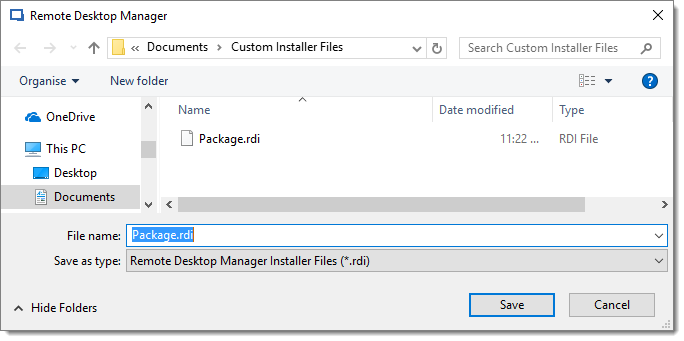 Remote Desktop Manager
« Documents > Custom Installer Files
Search Custom Installer Files
Organise New folder
?
Name Date modified Type
OneDrive
Package.rdi 11:22 ... RDI File
This PC
Desktop
Documents
File name: Package.rdi
Save as type: Remote Desktop Manager Installer Files (*.rdi)
Hide Folders Save Cancel